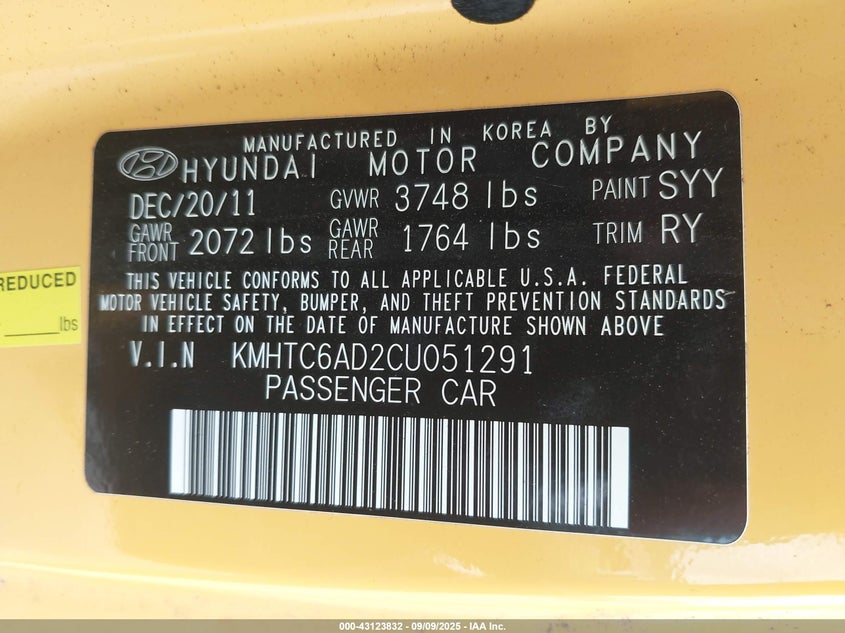 MANUFACTURED IN KOREA BY
HYUNDAI MOTOR COMPANY
DEC/20/11 GVWR 3748 lbs PAINT SYY
GAWR FRONT 2072 lbs GAWR REAR 1764 lbs TRIM RY
THIS VEHICLE CONFORMS TO ALL APPLICABLE U.S.A. FEDERAL
MOTOR VEHICLE SAFETY, BUMPER, AND THEFT PREVENTION STANDARDS
IN EFFECT ON THE DATE OF MANUFACTURE SHOWN ABOVE
V.I.N KMHTC6AD2CU051291
PASSENGER CAR
REDUCED
lbs
000-43123832 - 09/09/2025 - IAA Inc.